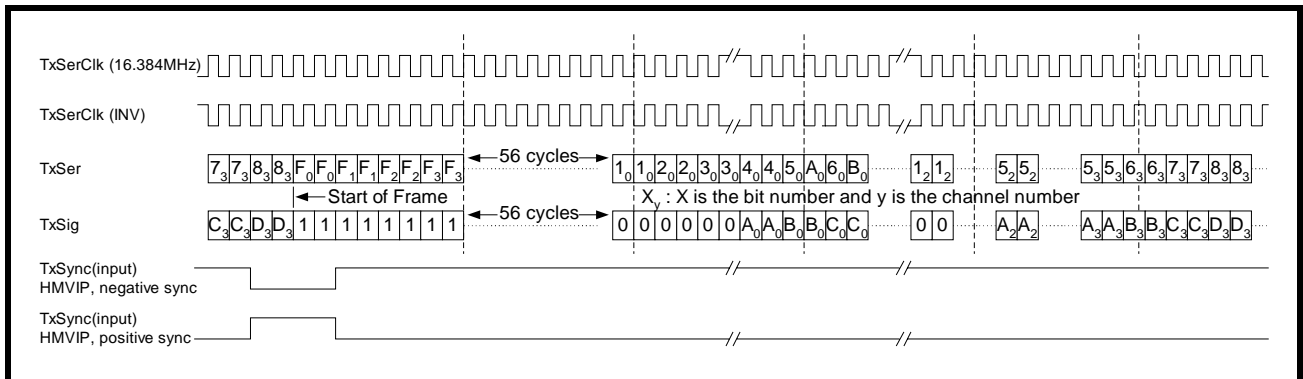 TxSerClk (16.384MHz)
TxSerClk (INV)
TxSer 7₃ 7₃ 8₃ 8₃ F₀ F₀ F₁ F₁ F₂ F₂ F₃ F₃ 56 cycles 1₀ 1₀ 2₀ 2₀ 3₀ 3₀ 4₀ 4₀ 5₀ A₀ 6₀ B₀ 1₂ 1₂ 5₂ 5₂ 5₃ 5₃ 6₃ 6₃ 7₃ 7₃ 8₃ 8₃
Start of Frame X_y : X is the bit number and y is the channel number
TxSig C₃ C₃ D₃ D₃ 1 1 1 1 1 1 1 1 56 cycles 0 0 0 0 0 0 A₀ A₀ B₀ B₀ C₀ C₀ 0 0 A₂ A₂ A₃ A₃ B₃ B₃ C₃ C₃ D₃ D₃
TxSync(input)
HMVIP, negative sync
TxSync(input)
HMVIP, positive sync